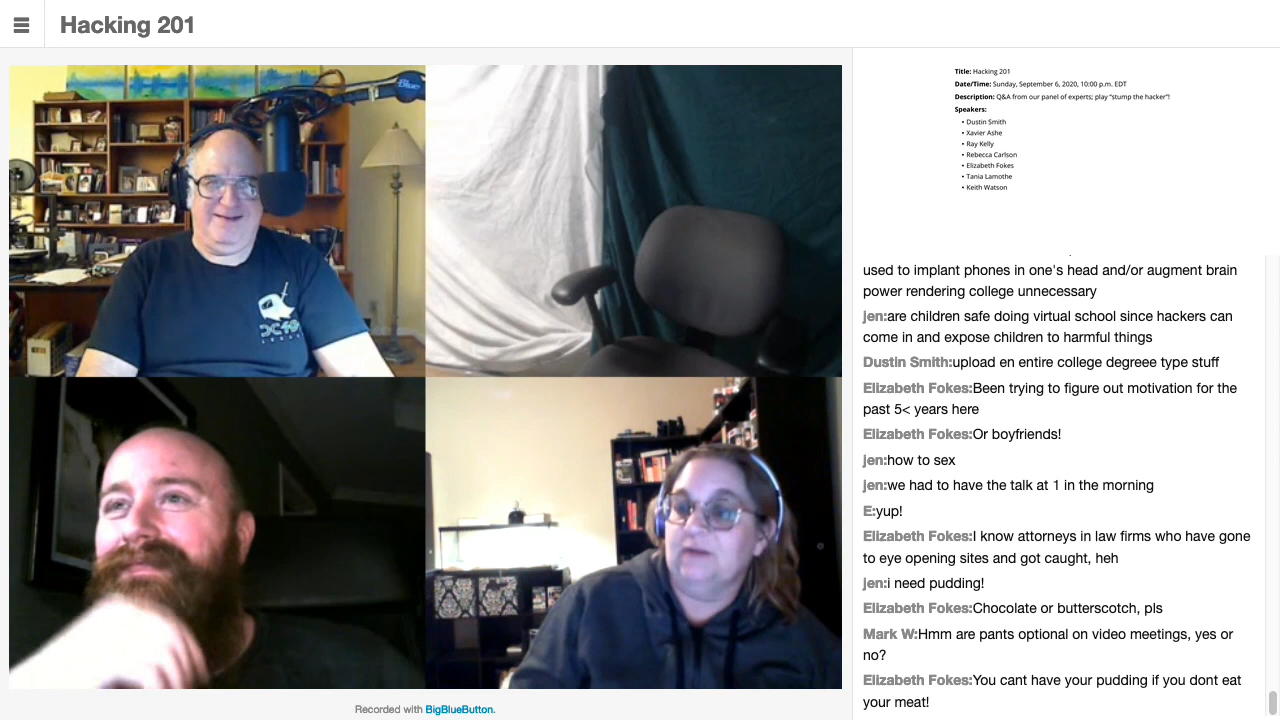 Hacking 201
Blue
DC404
Title: Hacking 201
Date/Time: Sunday, September 6, 2020, 10:00 p.m. EDT
Description: Q&A from our panel of experts; play "stump the hacker"!
Speakers:
• Dustin Smith
• Xavier Ashe
• Ray Kelly
• Rebecca Carlson
• Elizabeth Fokes
• Tania Lamothe
• Keith Watson
used to implant phones in one's head and/or augment brain
power rendering college unnecessary
jen:are children safe doing virtual school since hackers can
come in and expose children to harmful things
Dustin Smith:upload en entire college degreee type stuff
Elizabeth Fokes:Been trying to figure out motivation for the
past 5< years here
Elizabeth Fokes:Or boyfriends!
jen:how to sex
jen:we had to have the talk at 1 in the morning
E:yup!
Elizabeth Fokes:I know attorneys in law firms who have gone
to eye opening sites and got caught, heh
jen:i need pudding!
Elizabeth Fokes:Chocolate or butterscotch, pls
Mark W:Hmm are pants optional on video meetings, yes or
no?
Elizabeth Fokes:You cant have your pudding if you dont eat
your meat!
Recorded with BigBlueButton.